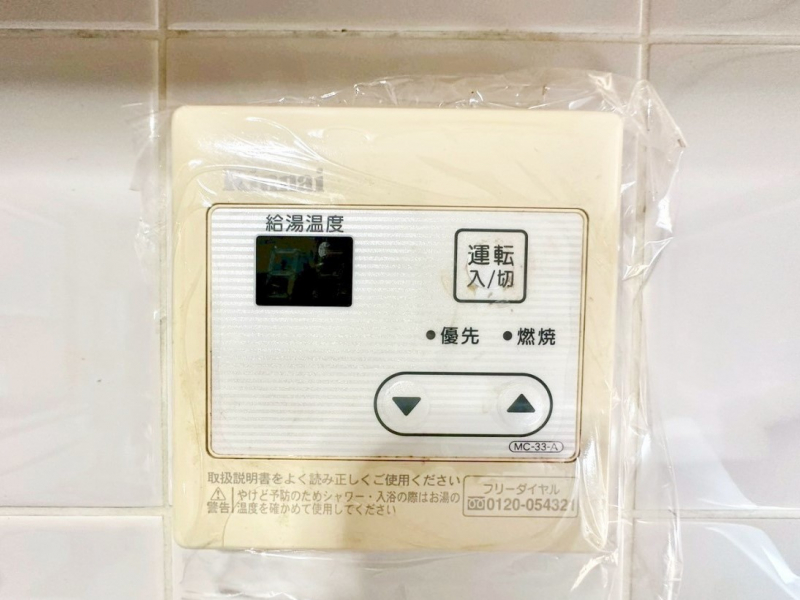 Rinnai
給湯温度
運転
入/切
優先 燃焼
MC-33-A
取扱説明書をよく読み正しくご使用ください
警告 やけど予防のためシャワー・入浴の際はお湯の
温度を確かめて使用してください
フリーダイヤル
0120-054321